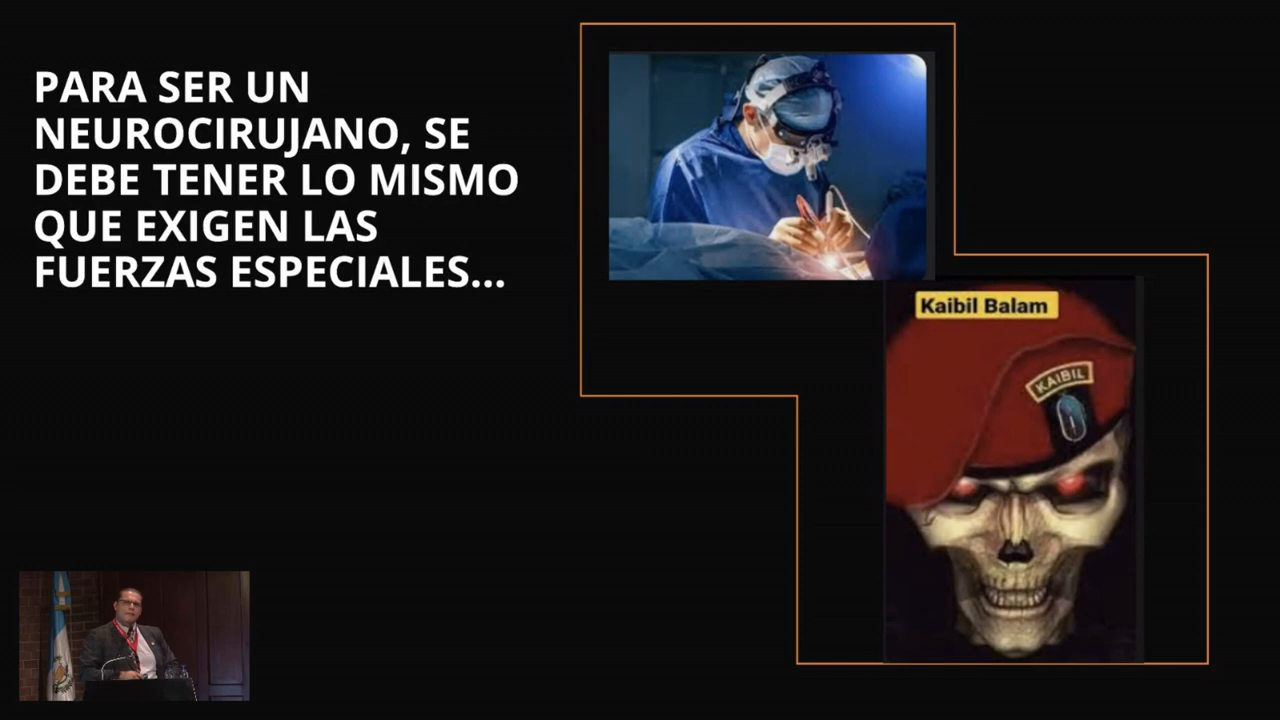 PARA SER UN
NEUROCIRUJANO, SE
DEBE TENER LO MISMO
QUE EXIGEN LAS
FUERZAS ESPECIALES...
Kaibil Balam
KAIBIL